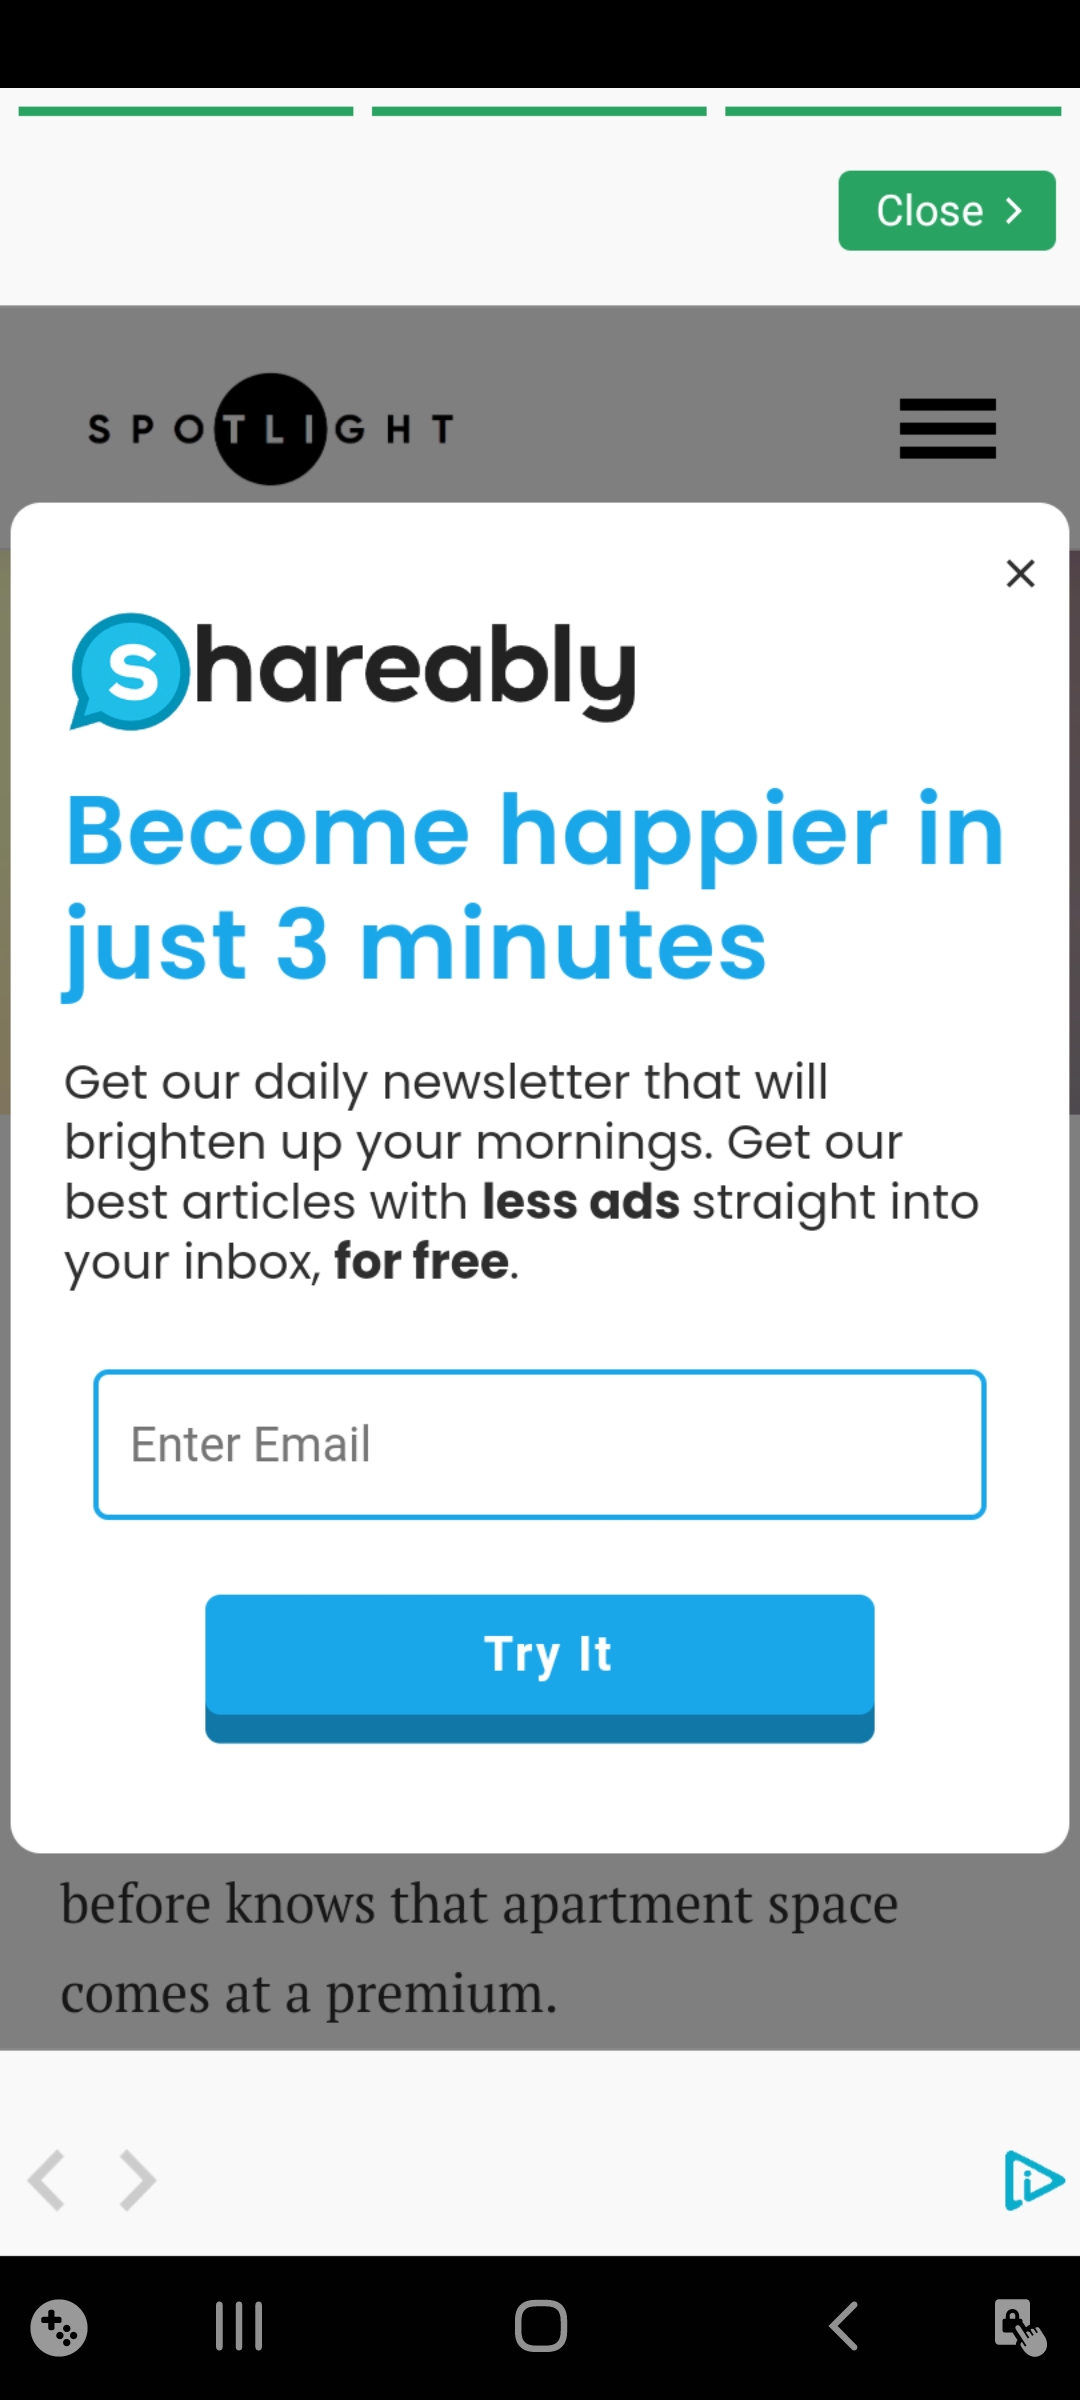 Close
SPOTLIGHT
shareably
Become happier in
just 3 minutes
Get our daily newsletter that will
brighten up your mornings. Get our
best articles with less ads straight into
your inbox, for free.
Enter Email
Try It
before knows that apartment space
comes at a premium.